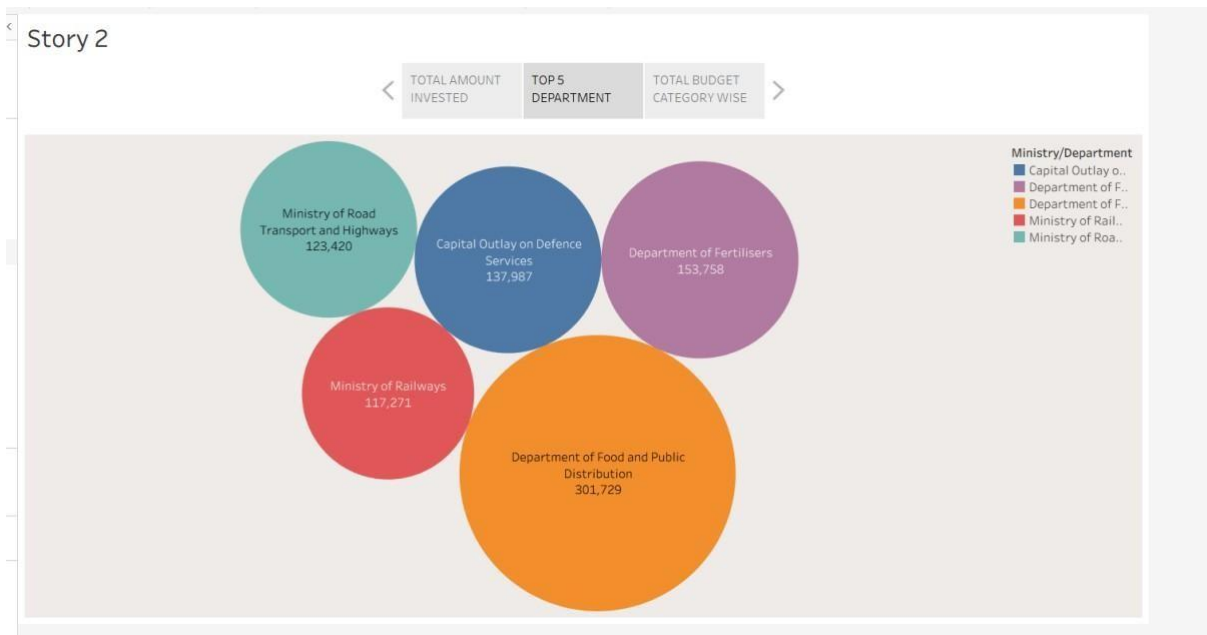 Story 2
TOTAL AMOUNT
INVESTED
TOP 5
DEPARTMENT
TOTAL BUDGET
CATEGORY WISE
Ministry of Road
Transport and Highways
123,420
Capital Outlay on Defence
Services
137,987
Department of Fertilisers
153,758
Ministry of Railways
117,271
Department of Food and Public
Distribution
301,729
Ministry/Department
Capital Outlay o..
Department of F..
Department of F..
Ministry of Rail..
Ministry of Roa..